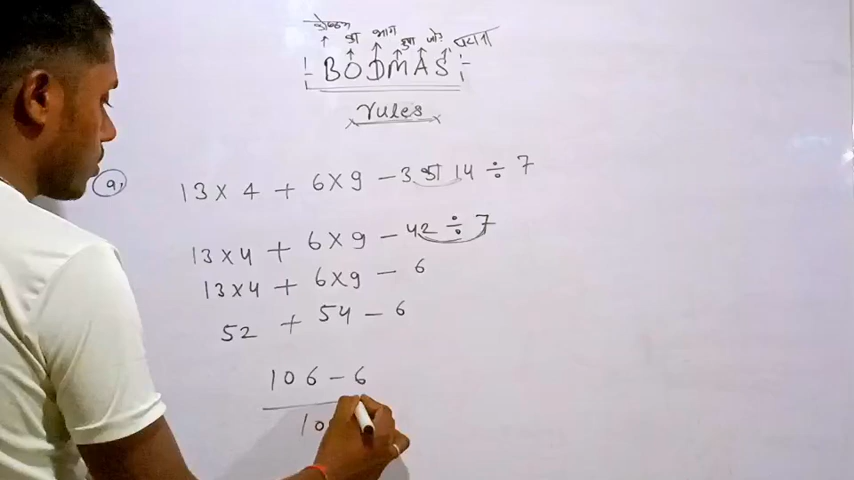 कोष्ठक का भाग गुणा जोड़ घटाना
BODMAS
rules
a, 13 × 4 + 6 × 9 - 3 का 14 ÷ 7
13 × 4 + 6 × 9 - 42 ÷ 7
13 × 4 + 6 × 9 - 6
52 + 54 - 6
106 - 6
10